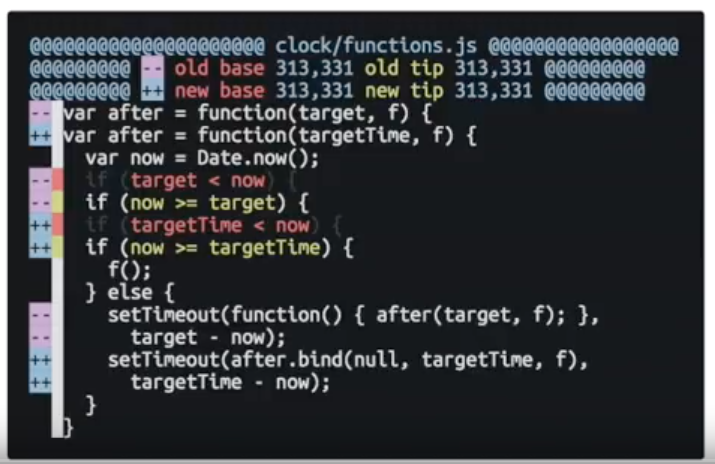 @@@@@@@@@@@@@@@@@@@@@ clock/functions.js @@@@@@@@@@@@@@@@@
@@@@@@@@@ -- old base 313,331 old tip 313,331 @@@@@@@@@
@@@@@@@@@ ++ new base 313,331 new tip 313,331 @@@@@@@@@
-- var after = function(target, f) {
++ var after = function(targetTime, f) {
var now = Date.now();
-- if (target < now) {
-- if (now >= target) {
++ if (targetTime < now) {
++ if (now >= targetTime) {
f();
} else {
-- setTimeout(function() { after(target, f); },
-- target - now);
++ setTimeout(after.bind(null, targetTime, f),
++ targetTime - now);
}
}